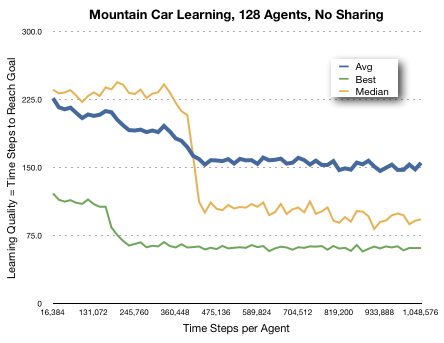 Mountain Car Learning, 128 Agents, No Sharing
Learning Quality = Time Steps to Reach Goal
300.0
225.0
150.0
75.0
0
Avg
Best
Median
16,384 131,072 245,760 360,448 475,136 589,824 704,512 819,200 933,888 1,048,576
Time Steps per Agent